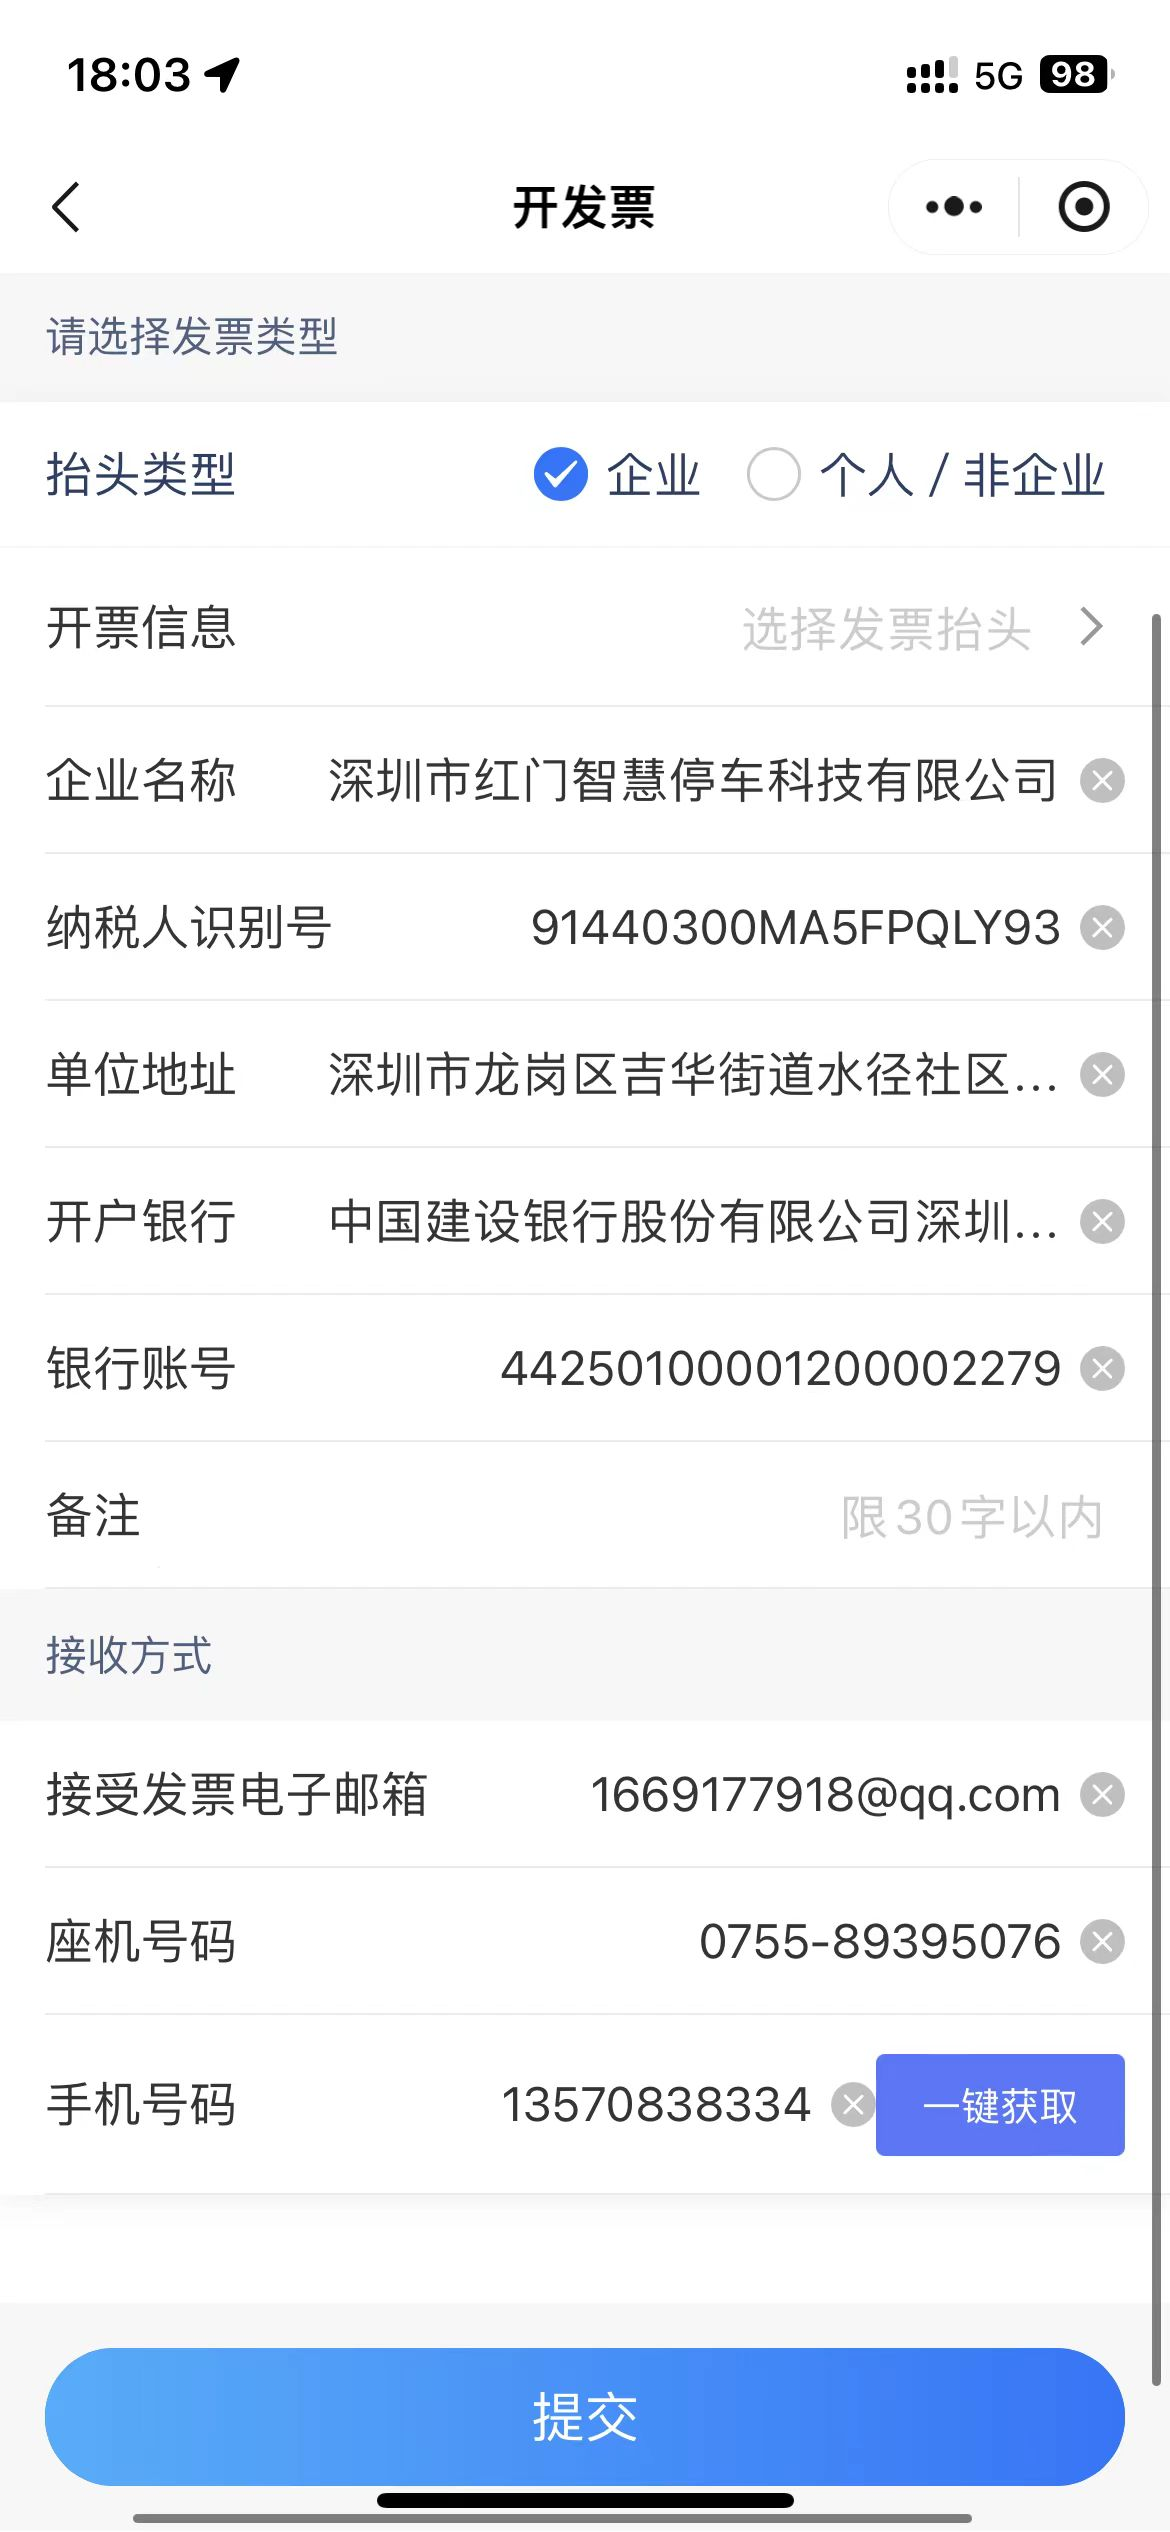 18:03
5G 98
开发票
请选择发票类型
抬头类型 企业 个人 / 非企业
开票信息 选择发票抬头
企业名称 深圳市红门智慧停车科技有限公司
纳税人识别号 91440300MA5FPQLY93
单位地址 深圳市龙岗区吉华街道水径社区...
开户银行 中国建设银行股份有限公司深圳...
银行账号 44250100001200002279
备注 限30字以内
接收方式
接受发票电子邮箱 1669177918@qq.com
座机号码 0755-89395076
手机号码 13570838334 一键获取
提交